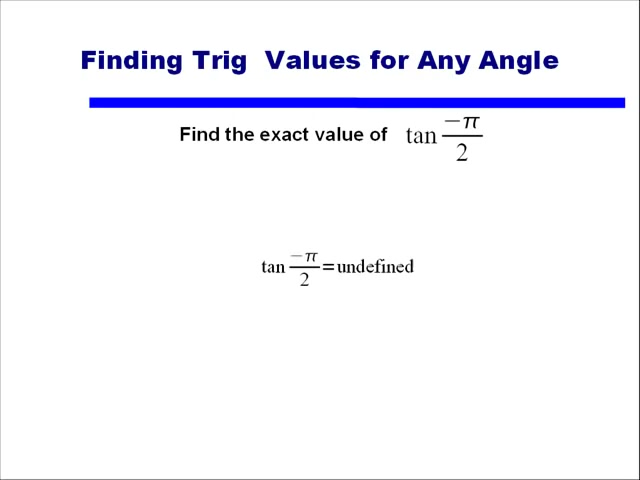 Finding Trig  Values for Any Angle
Find the exact value of tan −π/2
tan −π/2 = undefined